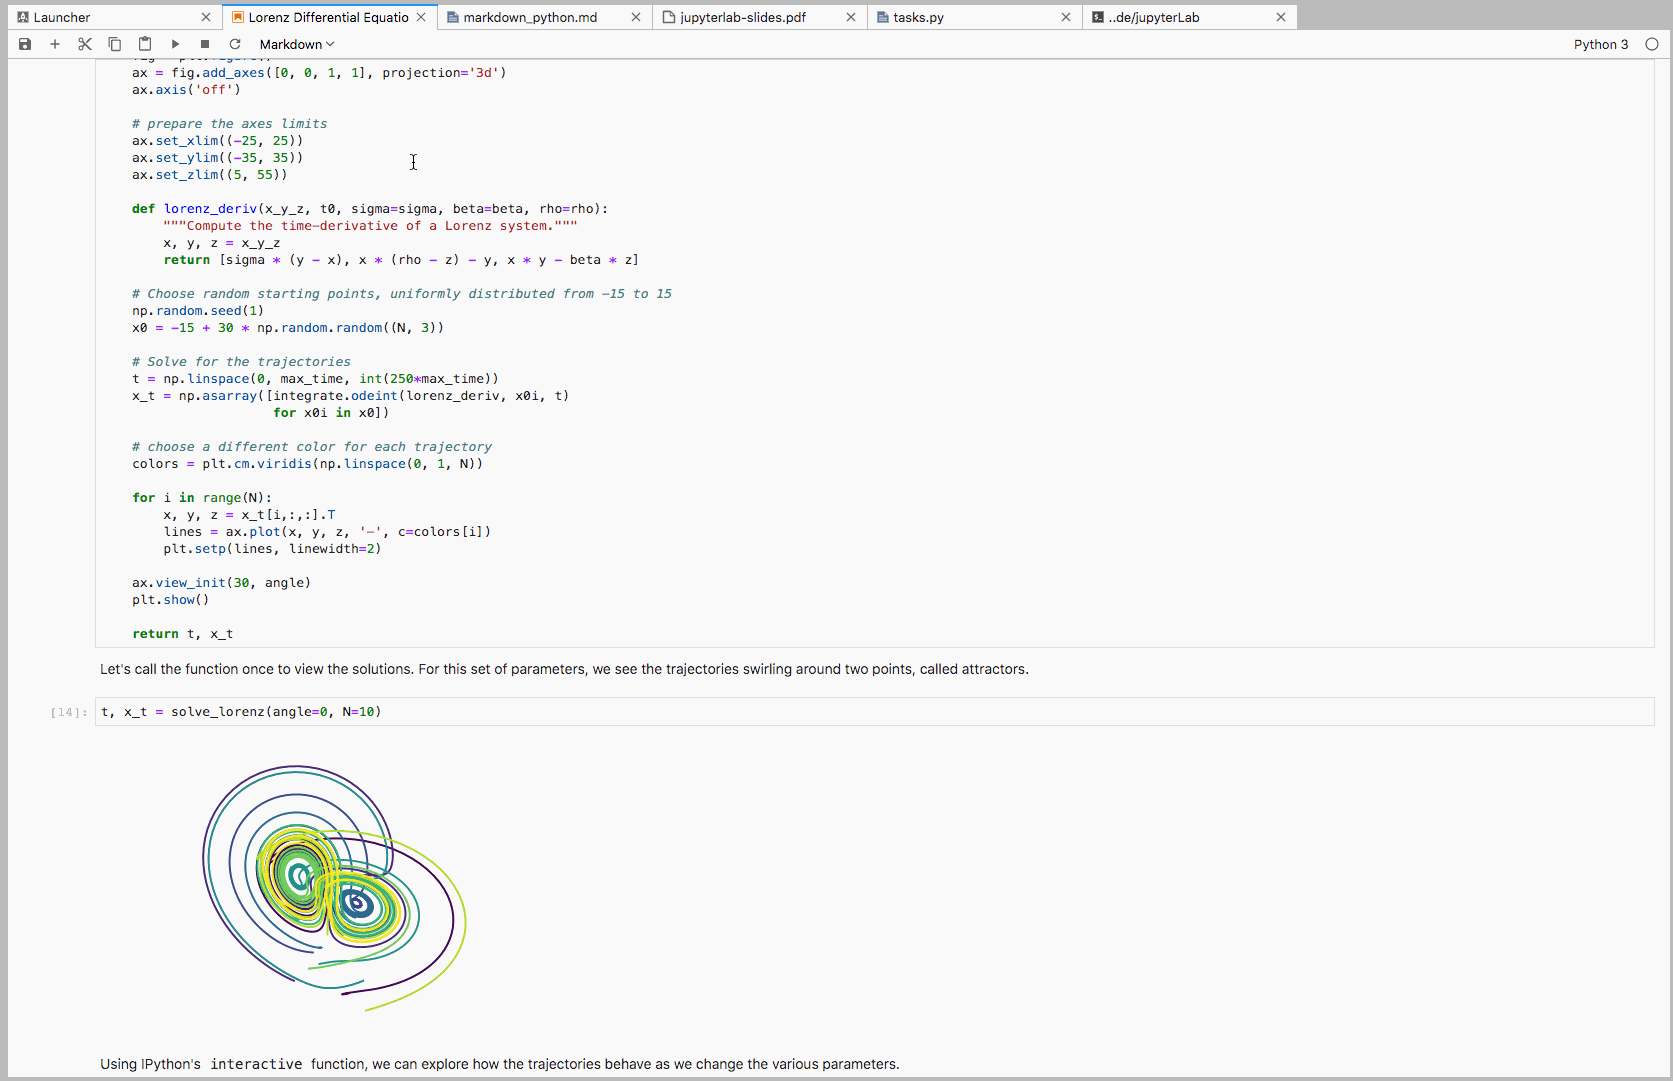 Launcher
Lorenz Differential Equatio
markdown_python.md
jupyterlab-slides.pdf
tasks.py
..de/jupyterLab
Markdown
Python 3
ax = fig.add_axes([0, 0, 1, 1], projection='3d')
ax.axis('off')
# prepare the axes limits
ax.set_xlim((-25, 25))
ax.set_ylim((-35, 35))
ax.set_zlim((5, 55))
def lorenz_deriv(x_y_z, t0, sigma=sigma, beta=beta, rho=rho):
"""Compute the time-derivative of a Lorenz system."""
x, y, z = x_y_z
return [sigma * (y - x), x * (rho - z) - y, x * y - beta * z]
# Choose random starting points, uniformly distributed from -15 to 15
np.random.seed(1)
x0 = -15 + 30 * np.random.random((N, 3))
# Solve for the trajectories
t = np.linspace(0, max_time, int(250*max_time))
x_t = np.asarray([integrate.odeint(lorenz_deriv, x0i, t)
for x0i in x0])
# choose a different color for each trajectory
colors = plt.cm.viridis(np.linspace(0, 1, N))
for i in range(N):
x, y, z = x_t[i,:,:].T
lines = ax.plot(x, y, z, '-', c=colors[i])
plt.setp(lines, linewidth=2)
ax.view_init(30, angle)
plt.show()
return t, x_t
Let's call the function once to view the solutions. For this set of parameters, we see the trajectories swirling around two points, called attractors.
[14]: t, x_t = solve_lorenz(angle=0, N=10)
Using IPython's interactive function, we can explore how the trajectories behave as we change the various parameters.